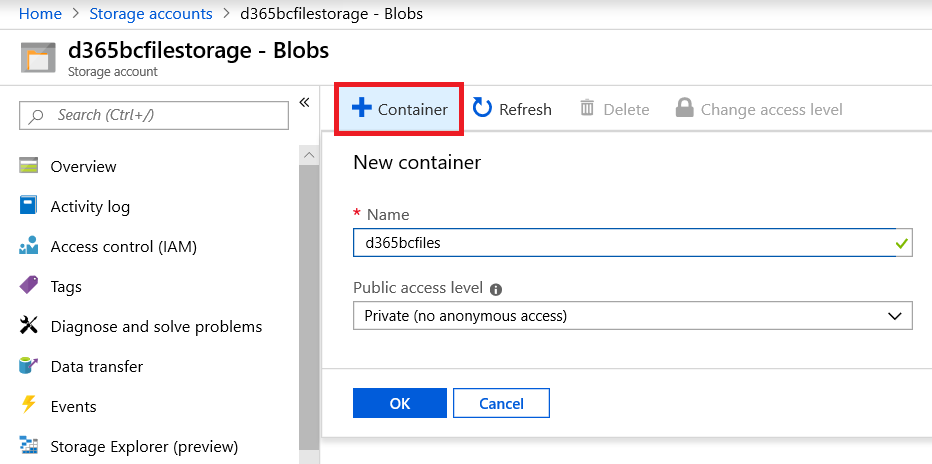 Home > Storage accounts > d365bcfilestorage - Blobs
d365bcfilestorage - Blobs
Storage account
Search (Ctrl+/)
«
Overview
Activity log
Access control (IAM)
Tags
Diagnose and solve problems
Data transfer
Events
Storage Explorer (preview)
+ Container Refresh Delete Change access level
New container
* Name
d365bcfiles
Public access level
Private (no anonymous access)
OK Cancel